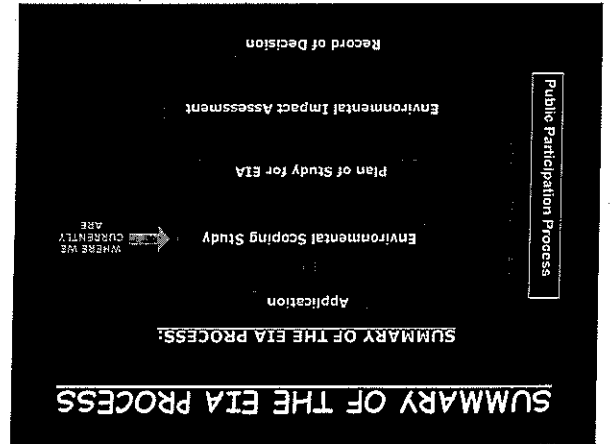 SUMMARY OF THE EIA PROCESS
SUMMARY OF THE EIA PROCESS:
Application
Environmental Scoping Study
WHERE WE
CURRENTLY
ARE
Plan of Study for EIA
Environmental Impact Assessment
Record of Decision
Public Participation Process